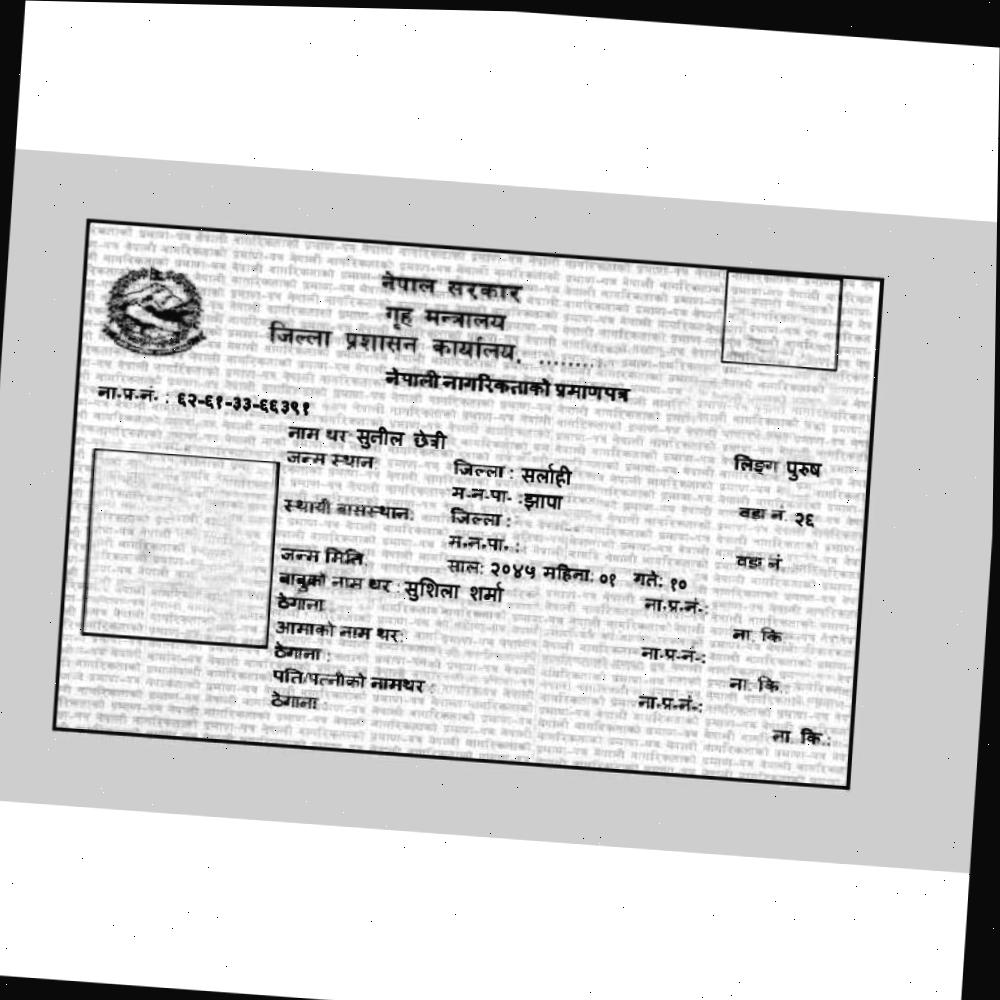 नेपाल सरकार
गृह मन्त्रालय
जिल्ला प्रशासन कार्यालय, .........
नेपाली नागरिकताको प्रमाणपत्र
ना.प्र.नं. : ६२-६१-३३-६६३९१
नाम थर: सुनील छेत्री लिङ्ग पुरुष
जन्म स्थान: जिल्ला : सर्लाही
म.न.पा. :झापा वडा नं. २६
स्थायी बासस्थान: जिल्ला :
म.न.पा. : वडा नं
जन्म मिति: साल: २०४५ महिना: ०१ गते: १०
बाबुको नाम थर : सुशिला शर्मा ना.प्र.नं.:
ठेगाना ना. कि
आमाको नाम थर: ना.प्र.नं.:
ठेगाना : ना. कि.:
पति/पत्नीको नामथर : ना.प्र.नं.:
ठेगाना : ना. कि.: